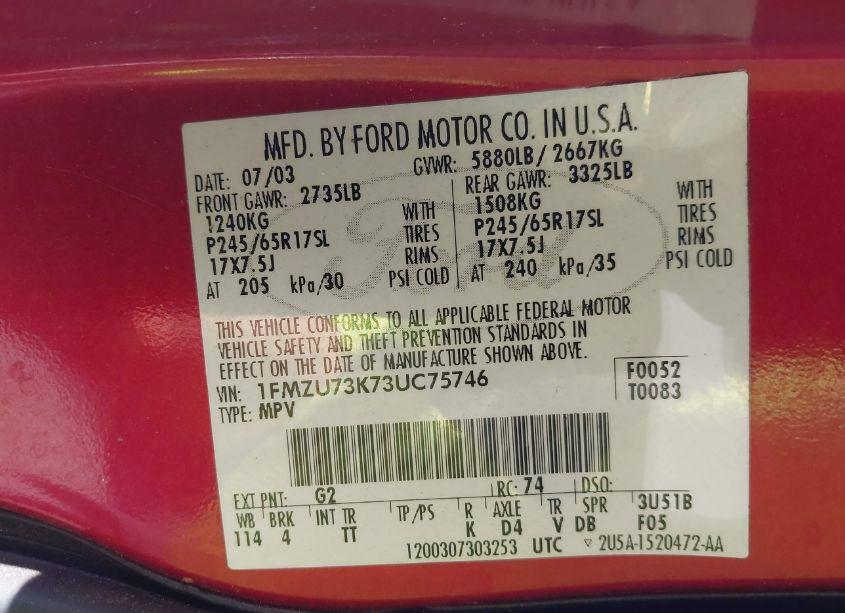 MFD. BY FORD MOTOR CO. IN U.S.A.
DATE: 07/03 GVWR: 5880LB/ 2667KG
FRONT GAWR: 2735LB REAR GAWR: 3325LB
1240KG WITH 1508KG WITH
P245/65R17SL TIRES P245/65R17SL TIRES
17X7.5J RIMS 17X7.5J RIMS
AT 205 kPa/30 PSI COLD AT 240 kPa/35 PSI COLD
Ford
THIS VEHICLE CONFORMS TO ALL APPLICABLE FEDERAL MOTOR
VEHICLE SAFETY AND THEFT PREVENTION STANDARDS IN
EFFECT ON THE DATE OF MANUFACTURE SHOWN ABOVE.
VIN: 1FMZU73K73UC75746 F0052
TYPE: MPV T0083
EXT PNT: G2 RC: 74 DSO:
WB BRK INT TR TP/PS R AXLE TR SPR 3U51B
114 4 TT K D4 V DB F05
1200307303253 UTC ▽ 2U5A-1520472-AA